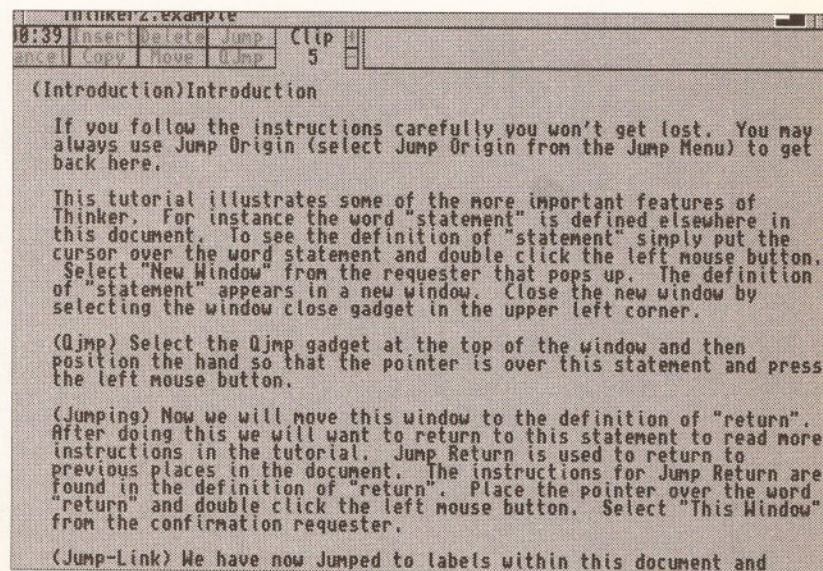 Thinker2.example
Insert Delete Jump Clip
Copy Move QJmp 5
(Introduction)Introduction
If you follow the instructions carefully you won't get lost. You may
always use Jump Origin (select Jump Origin from the Jump Menu) to get
back here.
This tutorial illustrates some of the more important features of
Thinker. For instance the word "statement" is defined elsewhere in
this document. To see the definition of "statement" simply put the
cursor over the word statement and double click the left mouse button.
Select "New Window" from the requester that pops up. The definition
of "statement" appears in a new window. Close the new window by
selecting the window close gadget in the upper left corner.
(Qjmp) Select the Qjmp gadget at the top of the window and then
position the hand so that the pointer is over this statement and press
the left mouse button.
(Jumping) Now we will move this window to the definition of "return".
After doing this we will want to return to this statement to read more
instructions in the tutorial. Jump Return is used to return to
previous places in the document. The instructions for Jump Return are
found in the definition of "return". Place the pointer over the word
"return" and double click the left mouse button. Select "This Window"
from the confirmation requester.
(Jump-Link) We have now Jumped to labels within this document and